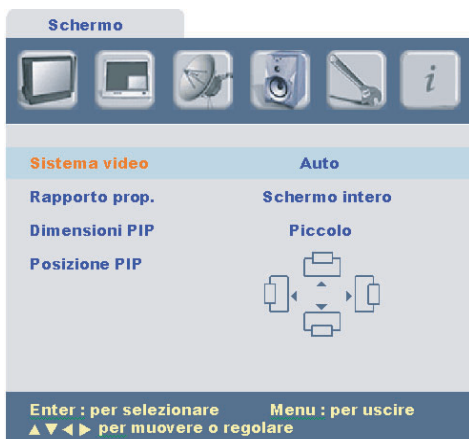 Schermo
i
Sistema video Auto
Rapporto prop. Schermo intero
Dimensioni PIP Piccolo
Posizione PIP
Enter : per selezionare Menu : per uscire
▲▼◄► per muovere o regolare